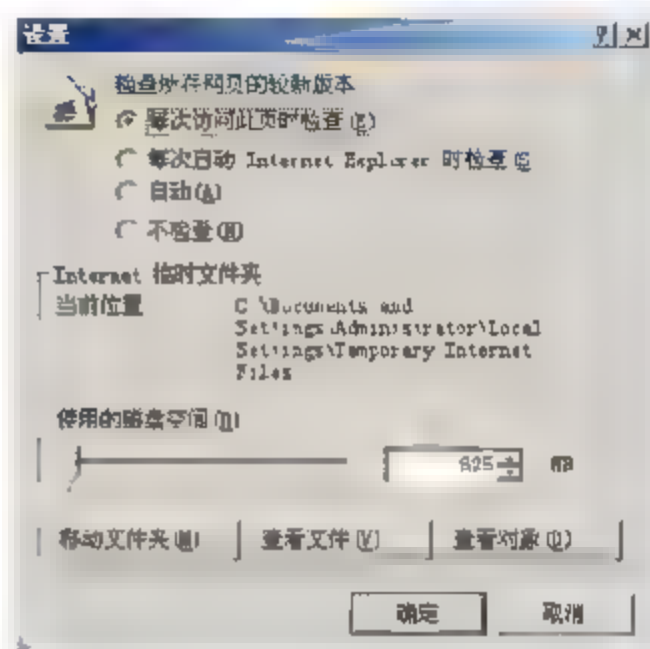 设置
检查所存网页的较新版本
每次访问此页时检查(E)
每次启动 Internet Explorer 时检查(S
自动(A)
不检查(N)
Internet 临时文件夹
当前位置
C:\Documents and
Settings\Administrator\Local
Settings\Temporary Internet
Files
使用的磁盘空间(D)
825 MB
移动文件夹(M) 查看文件(V) 查看对象(O)
确定 取消